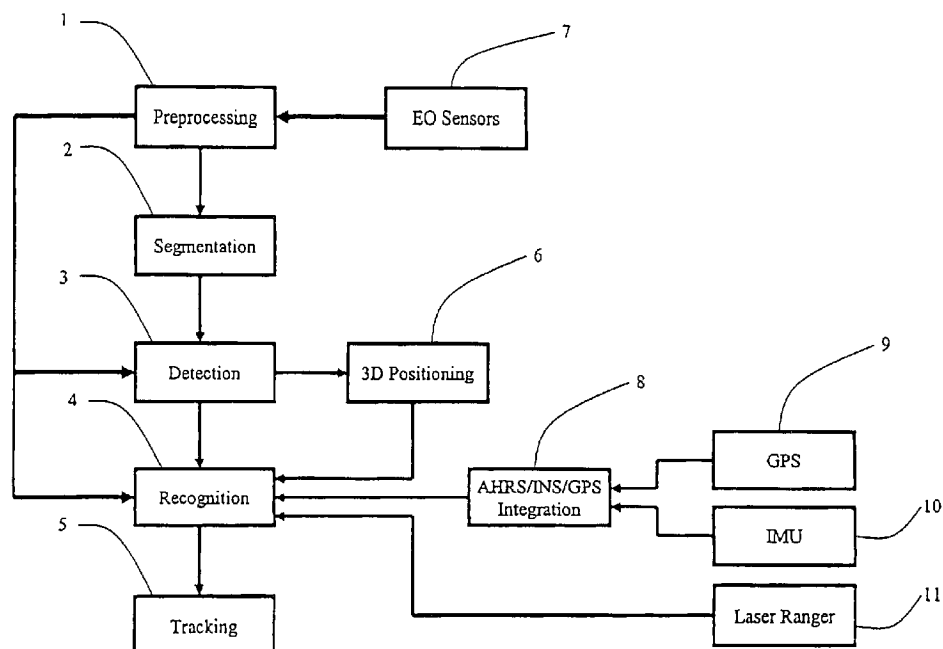 1
7
Preprocessing
EO Sensors
2
Segmentation
3
6
Detection
3D Positioning
9
4
8
GPS
Recognition
AHRS/INS/GPS
Integration
10
5
IMU
11
Tracking
Laser Ranger